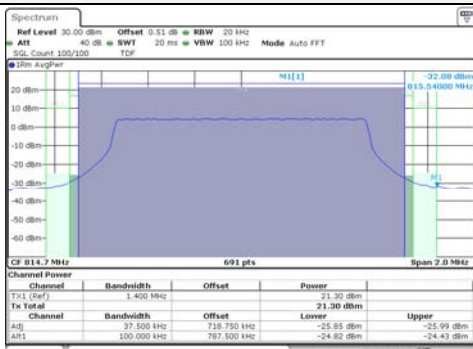 Spectrum
Ref Level 30.00 dBm Offset 0.51 dB RBW 20 kHz
Att 40 dB SWT 20 ms VBW 100 kHz Mode Auto FFT
SGL Count 100/100 TDF
1Rm AvgPwr
M1[1] -32.08 dBm
815.54000 MHz
20 dBm
10 dBm
0 dBm
-10 dBm
-20 dBm
-30 dBm
M1
-40 dBm
-50 dBm
-60 dBm
CF 814.7 MHz 691 pts Span 2.0 MHz
Channel Power
Channel Bandwidth Offset Power
TX1 (Ref) 1.400 MHz 21.30 dBm
Tx Total 21.30 dBm
Channel Bandwidth Offset Lower Upper
Adj 37.500 kHz 718.750 kHz -25.85 dBm -25.99 dBm
Alt1 100.000 kHz 787.500 kHz -24.82 dBm -24.43 dBm